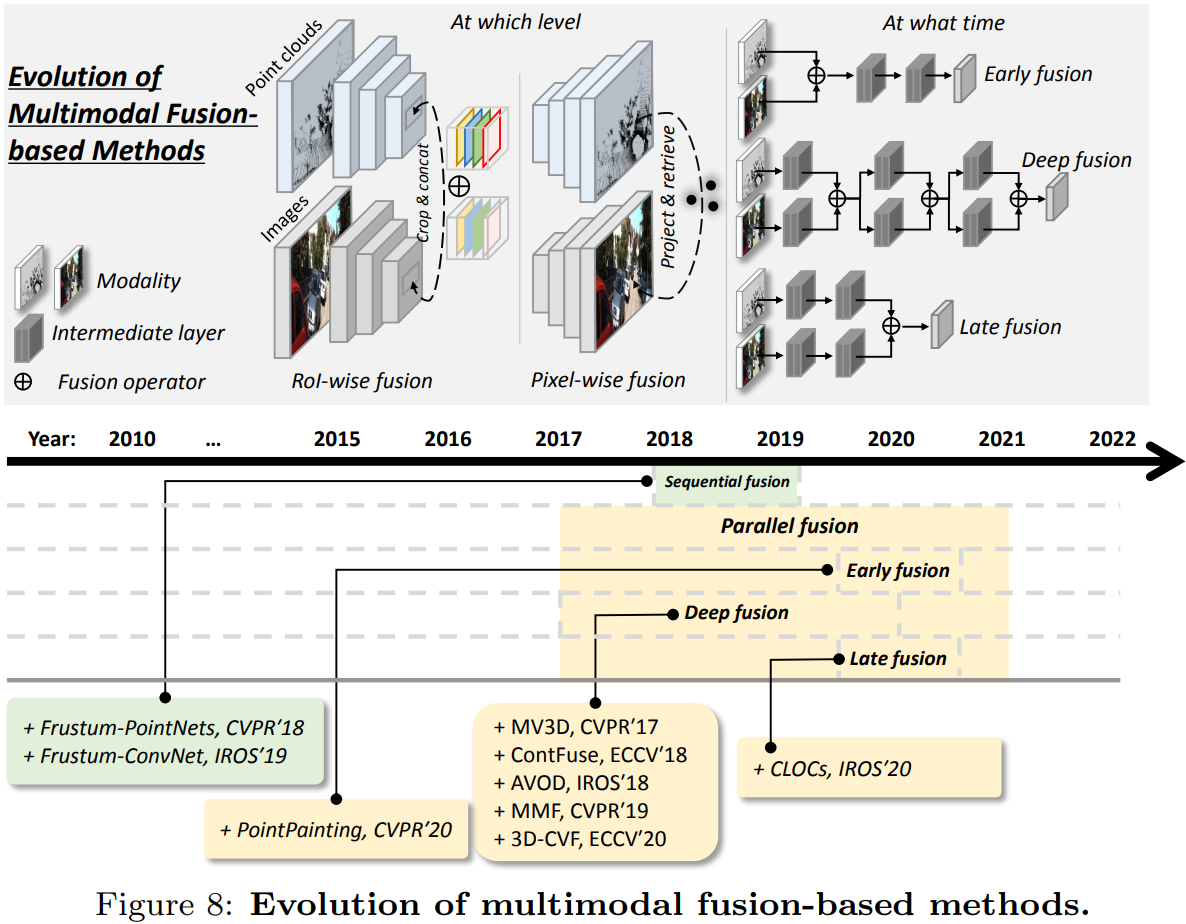 At which level
At what time
Evolution of
Multimodal Fusion-
based Methods
Point clouds
Images
Crop & concat
Project & retrieve
Early fusion
Deep fusion
Late fusion
Modality
Intermediate layer
Fusion operator
RoI-wise fusion
Pixel-wise fusion
Year: 2010 ... 2015 2016 2017 2018 2019 2020 2021 2022
Sequential fusion
Parallel fusion
Early fusion
Deep fusion
Late fusion
+ Frustum-PointNets, CVPR'18
+ Frustum-ConvNet, IROS'19
+ PointPainting, CVPR'20
+ MV3D, CVPR'17
+ ContFuse, ECCV'18
+ AVOD, IROS'18
+ MMF, CVPR'19
+ 3D-CVF, ECCV'20
+ CLOCs, IROS'20
Figure 8: Evolution of multimodal fusion-based methods.